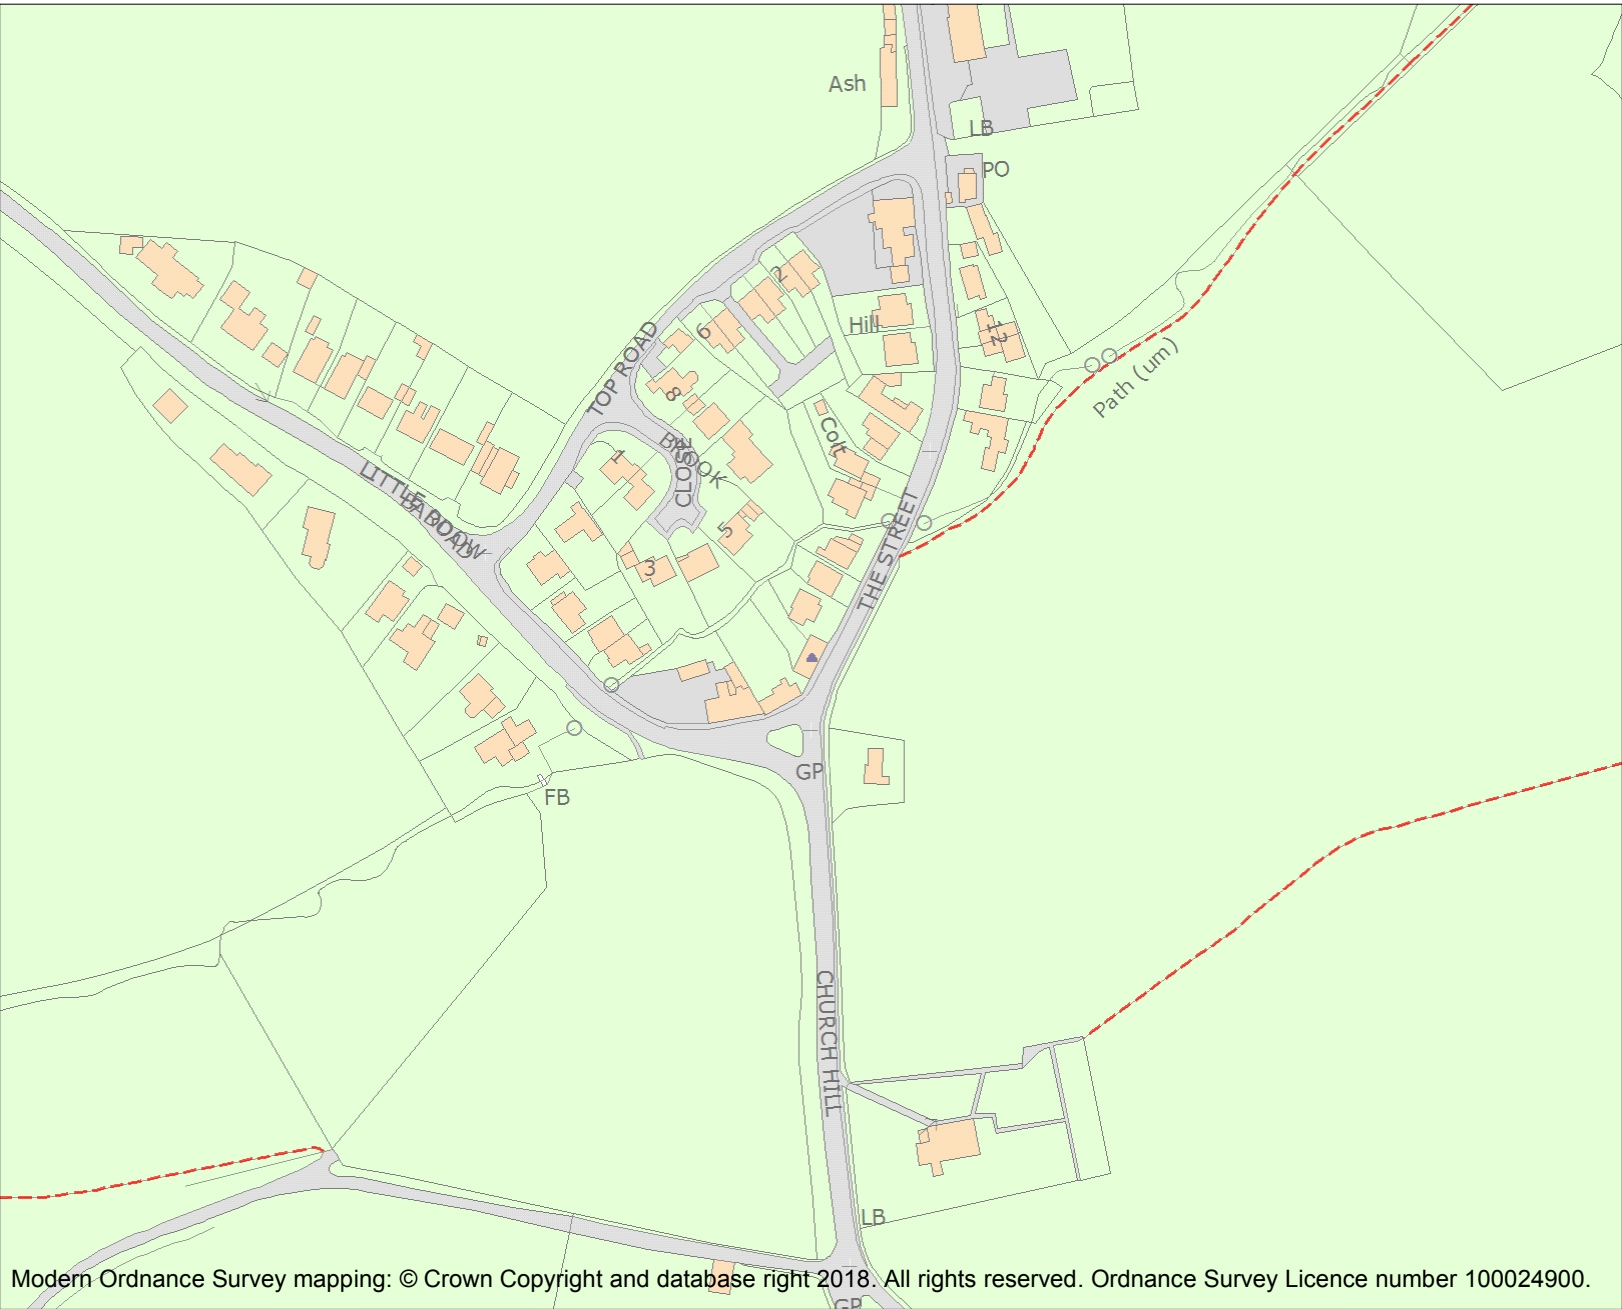 Ash
LB
PO
2
Hill
12
6
TOP ROAD
Path (um)
8
Colt
BROOK
CLOSE
1
LITTLE BADDOW
ROAD
5
THE STREET
3
GP
FB
CHURCH HILL
LB
Modern Ordnance Survey mapping: © Crown Copyright and database right 2018. All rights reserved. Ordnance Survey Licence number 100024900.
GP